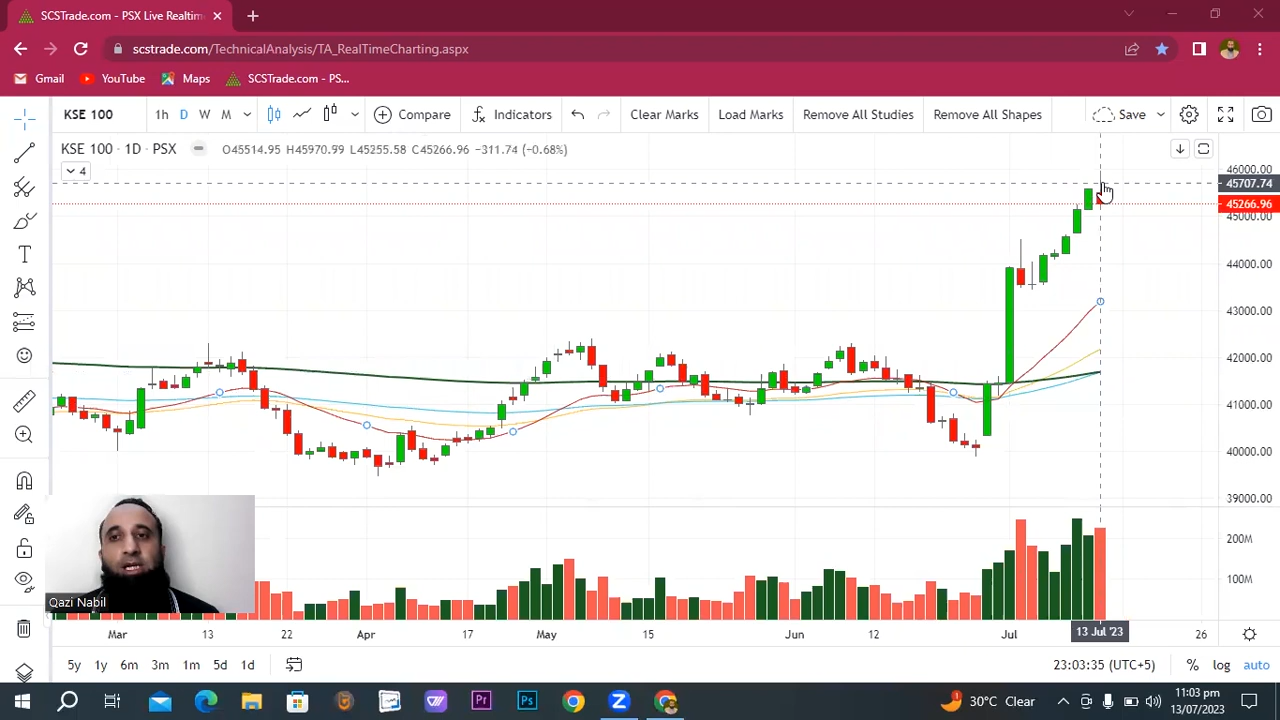 SCSTrade.com - PSX Live Realtim
scstrade.com/TechnicalAnalysis/TA_RealTimeCharting.aspx
Gmail YouTube Maps SCSTrade.com - PS...
KSE 100 1h D W M Compare Indicators Clear Marks Load Marks Remove All Studies Remove All Shapes Save
KSE 100 · 1D · PSX O45514.95 H45970.99 L45255.58 C45266.96 -311.74 (-0.68%)
4
46000.00
45707.74
45266.96
45000.00
44000.00
43000.00
42000.00
41000.00
40000.00
39000.00
200M
100M
Qazi Nabil
Mar 13 22 Apr 17 May 15 Jun 12 Jul 13 Jul '23 26
5y 1y 6m 3m 1m 5d 1d 23:03:35 (UTC+5) % log auto
30°C Clear 11:03 pm
13/07/2023